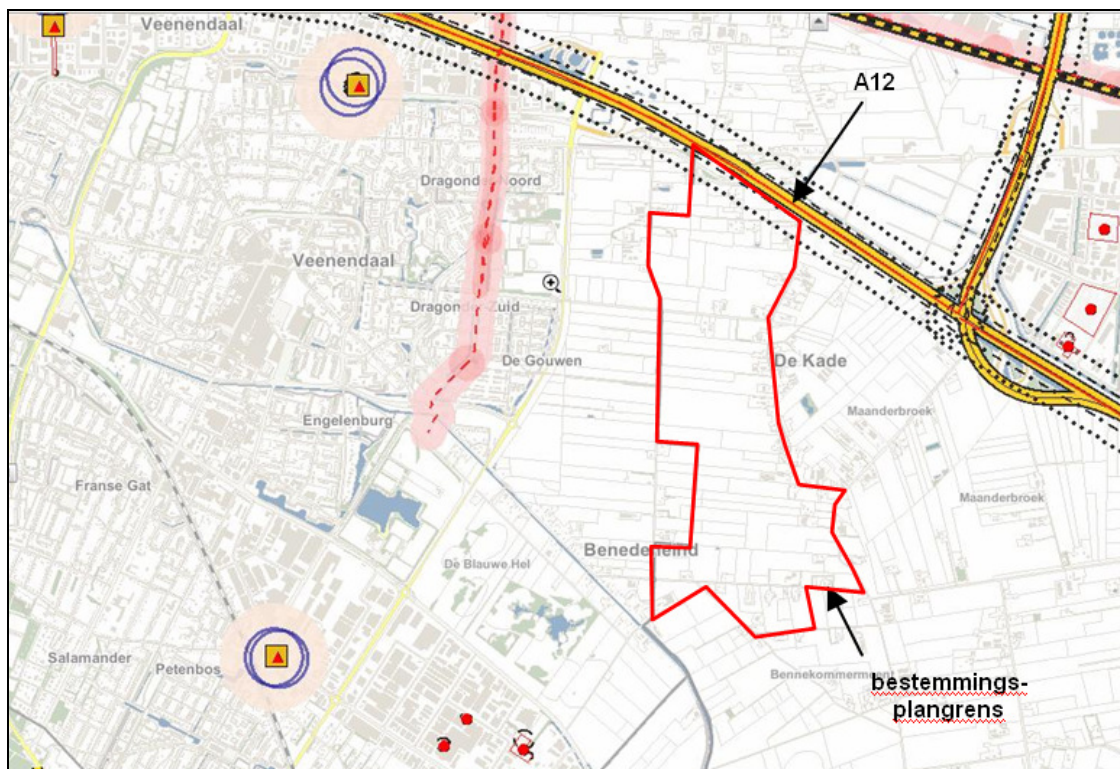 Veenendaal
A12
Dragonder-Noord
Veenendaal
Dragonder-Zuid
De Gouwen
De Kade
Engelenburg
Maanderbroek
Franse Gat
Maanderbroek
Benedeneind
De Blauwe Hel
Salamander
Petenbos
Bennekommermeent
bestemmings-
plangrens